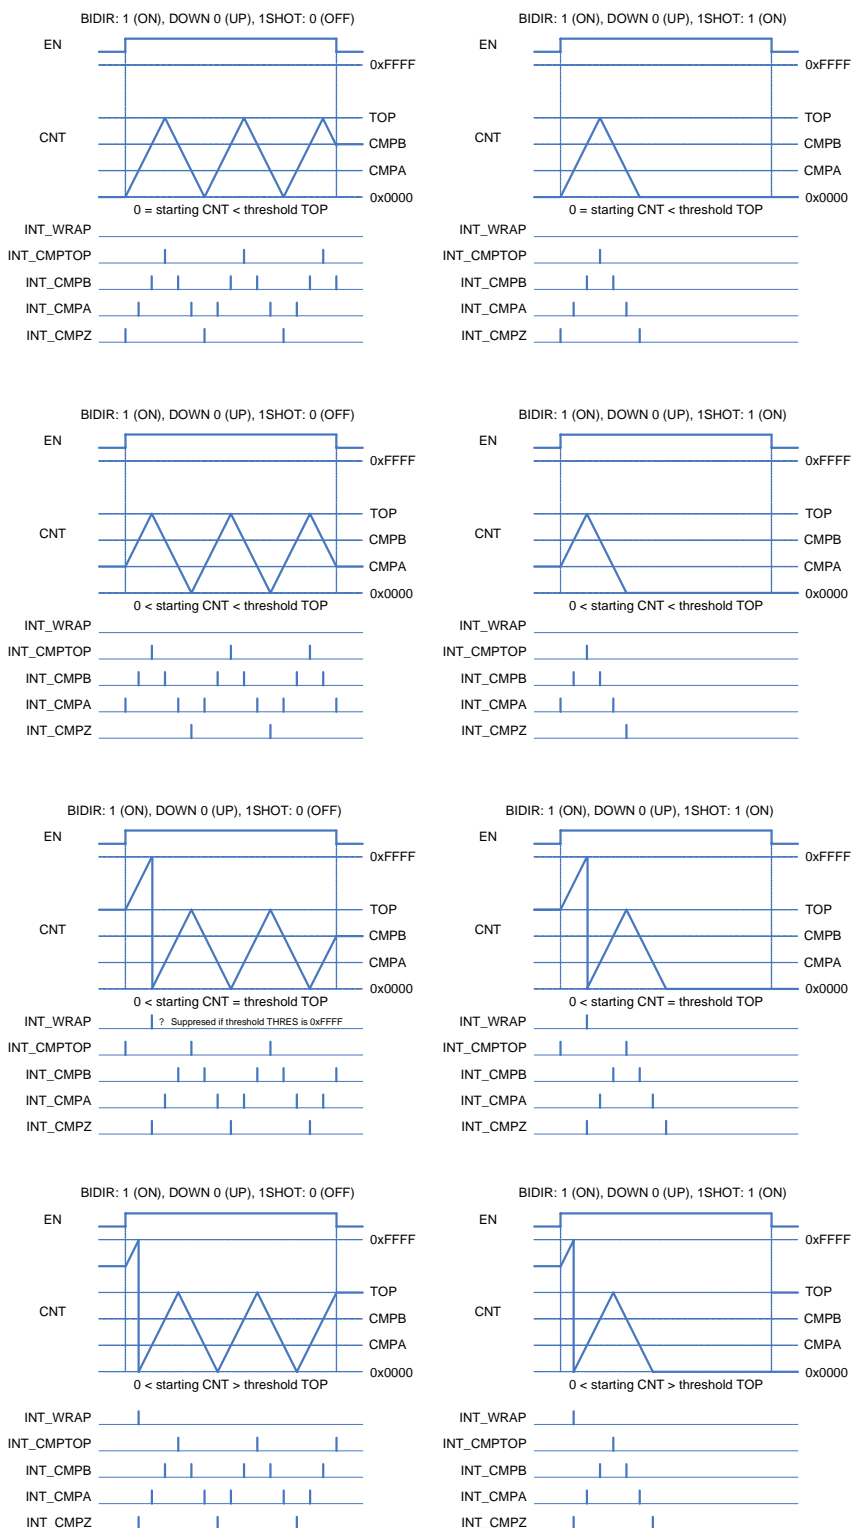 BIDIR: 1 (ON), DOWN 0 (UP), 1SHOT: 0 (OFF)
EN
0xFFFF
TOP
CNT
CMPB
CMPA
0x0000
0 = starting CNT < threshold TOP
INT_WRAP
INT_CMPTOP
INT_CMPB
INT_CMPA
INT_CMPZ
BIDIR: 1 (ON), DOWN 0 (UP), 1SHOT: 1 (ON)
EN
0xFFFF
TOP
CNT
CMPB
CMPA
0x0000
0 = starting CNT < threshold TOP
INT_WRAP
INT_CMPTOP
INT_CMPB
INT_CMPA
INT_CMPZ
BIDIR: 1 (ON), DOWN 0 (UP), 1SHOT: 0 (OFF)
EN
0xFFFF
TOP
CNT
CMPB
CMPA
0x0000
0 < starting CNT < threshold TOP
INT_WRAP
INT_CMPTOP
INT_CMPB
INT_CMPA
INT_CMPZ
BIDIR: 1 (ON), DOWN 0 (UP), 1SHOT: 1 (ON)
EN
0xFFFF
TOP
CNT
CMPB
CMPA
0x0000
0 < starting CNT < threshold TOP
INT_WRAP
INT_CMPTOP
INT_CMPB
INT_CMPA
INT_CMPZ
BIDIR: 1 (ON), DOWN 0 (UP), 1SHOT: 0 (OFF)
EN
0xFFFF
TOP
CNT
CMPB
CMPA
0x0000
0 < starting CNT = threshold TOP
INT_WRAP
? Suppresed if threshold THRES is 0xFFFF
INT_CMPTOP
INT_CMPB
INT_CMPA
INT_CMPZ
BIDIR: 1 (ON), DOWN 0 (UP), 1SHOT: 1 (ON)
EN
0xFFFF
TOP
CNT
CMPB
CMPA
0x0000
0 < starting CNT = threshold TOP
INT_WRAP
INT_CMPTOP
INT_CMPB
INT_CMPA
INT_CMPZ
BIDIR: 1 (ON), DOWN 0 (UP), 1SHOT: 0 (OFF)
EN
0xFFFF
TOP
CNT
CMPB
CMPA
0x0000
0 < starting CNT > threshold TOP
INT_WRAP
INT_CMPTOP
INT_CMPB
INT_CMPA
INT_CMPZ
BIDIR: 1 (ON), DOWN 0 (UP), 1SHOT: 1 (ON)
EN
0xFFFF
TOP
CNT
CMPB
CMPA
0x0000
0 < starting CNT > threshold TOP
INT_WRAP
INT_CMPTOP
INT_CMPB
INT_CMPA
INT_CMPZ